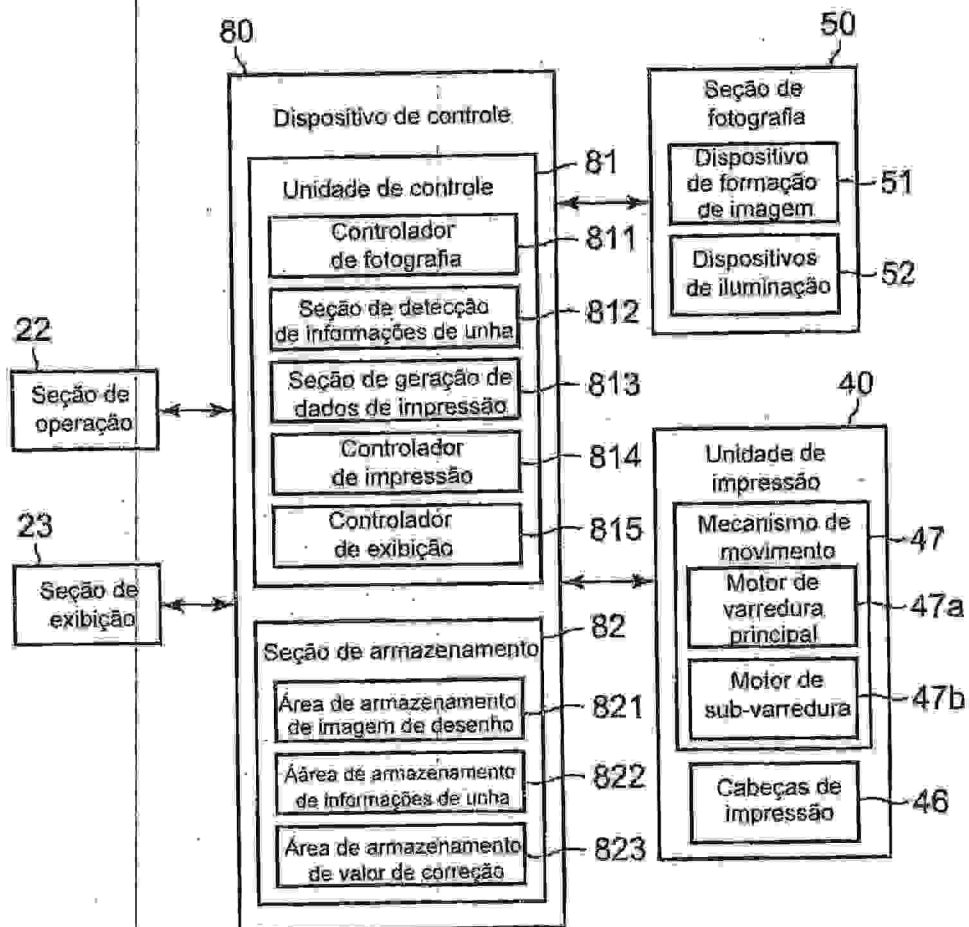 80
Dispositivo de controle
Unidade de controle
81
Controlador
de fotografia
811
Seção de detecção
de informações de unha
812
Seção de geração de
dados de impressão
813
Controlador
de impressão
814
Controlador
de exibição
815
Seção de armazenamento
82
Área de armazenamento
de imagem de desenho
821
Áárea de armazenamento
de informações de unha
822
Área de armazenamento
de valor de correção
823
22
Seção de
operação
23
Seção de
exibição
50
Seção de
fotografia
Dispositivo
de formação
de imagem
51
Dispositivos
de iluminação
52
40
Unidade de
impressão
Mecanismo de
movimento
47
Motor de
varredura
principal
47a
Motor de
sub-varredura
47b
Cabeças de
impressão
46